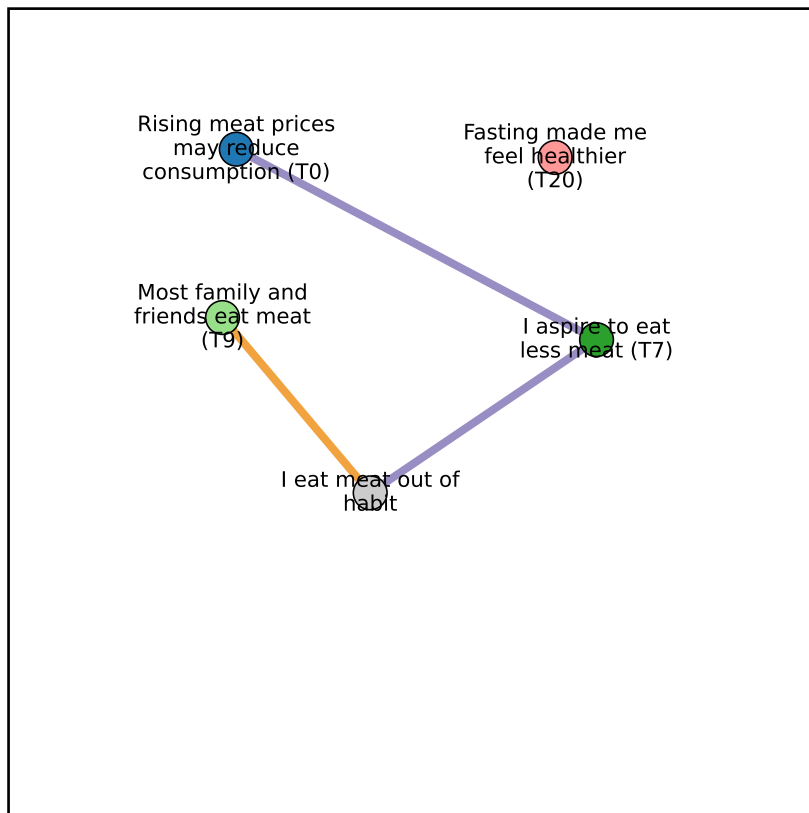 Rising meat prices
may reduce
consumption (T0)
Fasting made me
feel healthier
(T20)
Most family and
friends eat meat
(T9)
I aspire to eat
less meat (T7)
I eat meat out of
habit